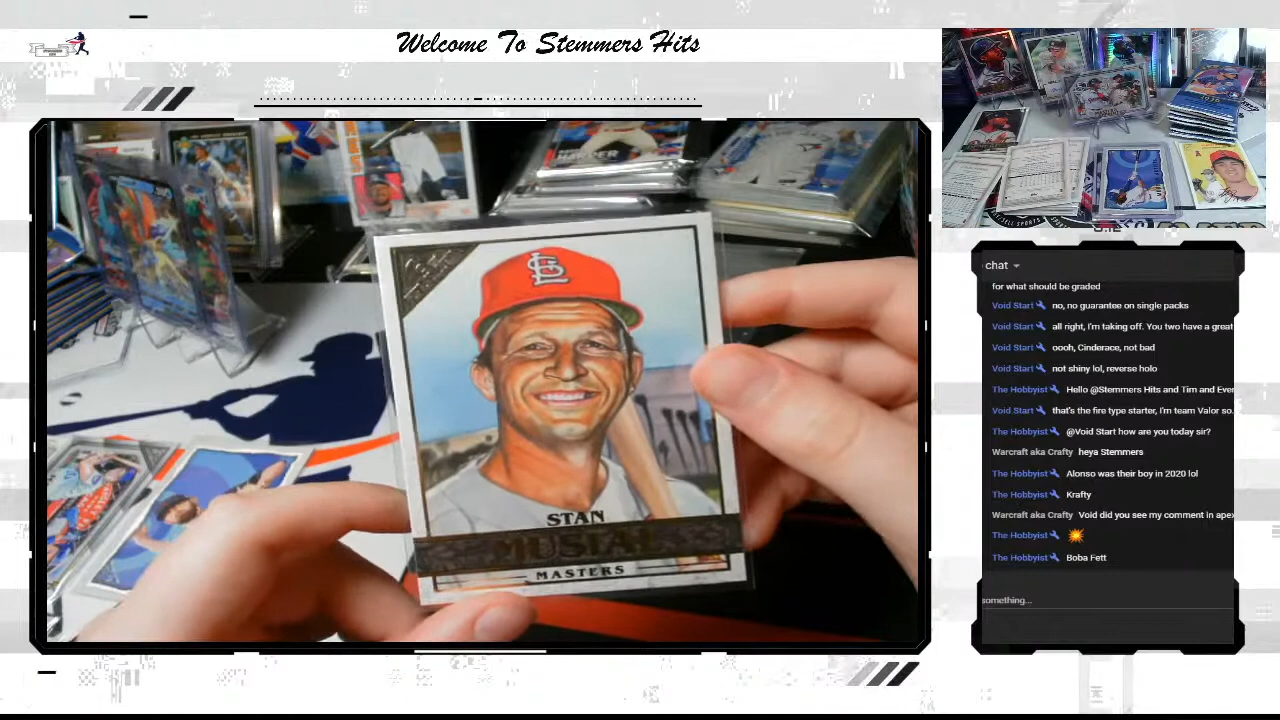 Welcome To Stemmers Hits
HARPER
STAN
MUSIAL
MASTERS
chat
for what should be graded
Void Start no, no guarantee on single packs
Void Start all right, I'm taking off. You two have a great
Void Start oooh, Cinderace, not bad
Void Start not shiny lol, reverse holo
The Hobbyist Hello @Stemmers Hits and Tim and Ever
Void Start that's the fire type starter, I'm team Valor so.
The Hobbyist @Void Start how are you today sir?
Warcraft aka Crafty heya Stemmers
The Hobbyist Alonso was their boy in 2020 lol
The Hobbyist Krafty
Warcraft aka Crafty Void did you see my comment in apex
The Hobbyist
The Hobbyist Boba Fett
something...